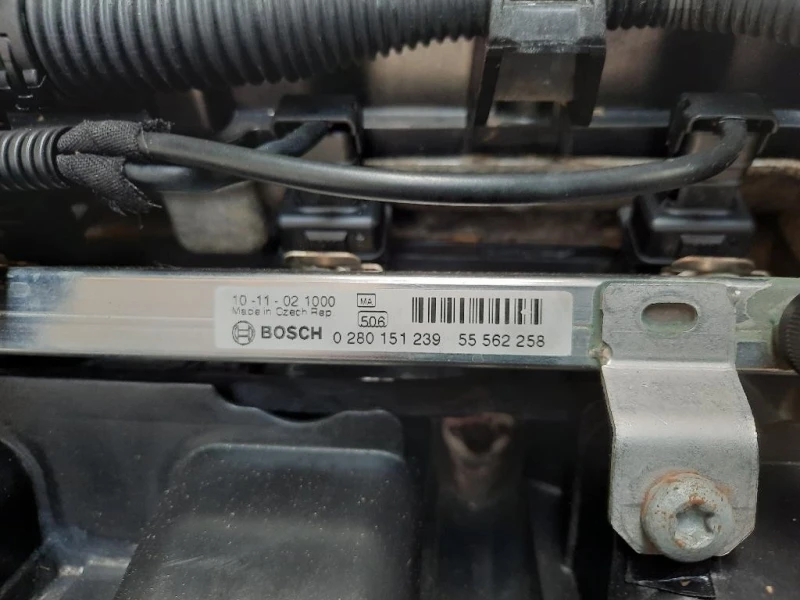 10-11-02 1000 MA
Made in Czech Rep 506
BOSCH 0 280 151 239 55 562 258